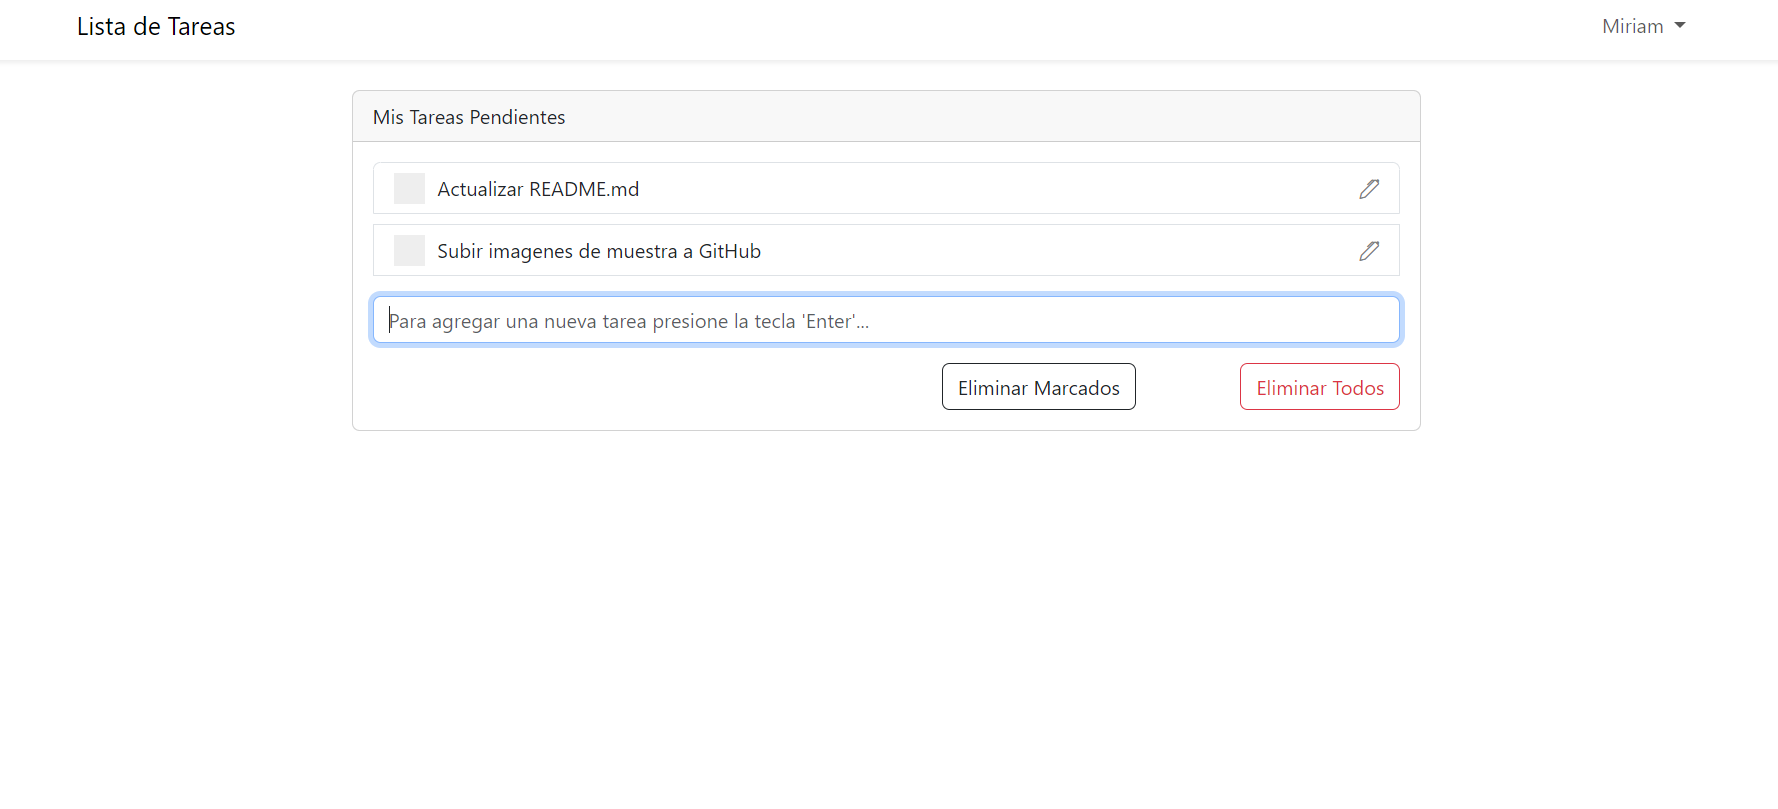 Lista de Tareas
Miriam
Mis Tareas Pendientes
Actualizar README.md
Subir imagenes de muestra a GitHub
Para agregar una nueva tarea presione la tecla 'Enter'...
Eliminar Marcados
Eliminar Todos